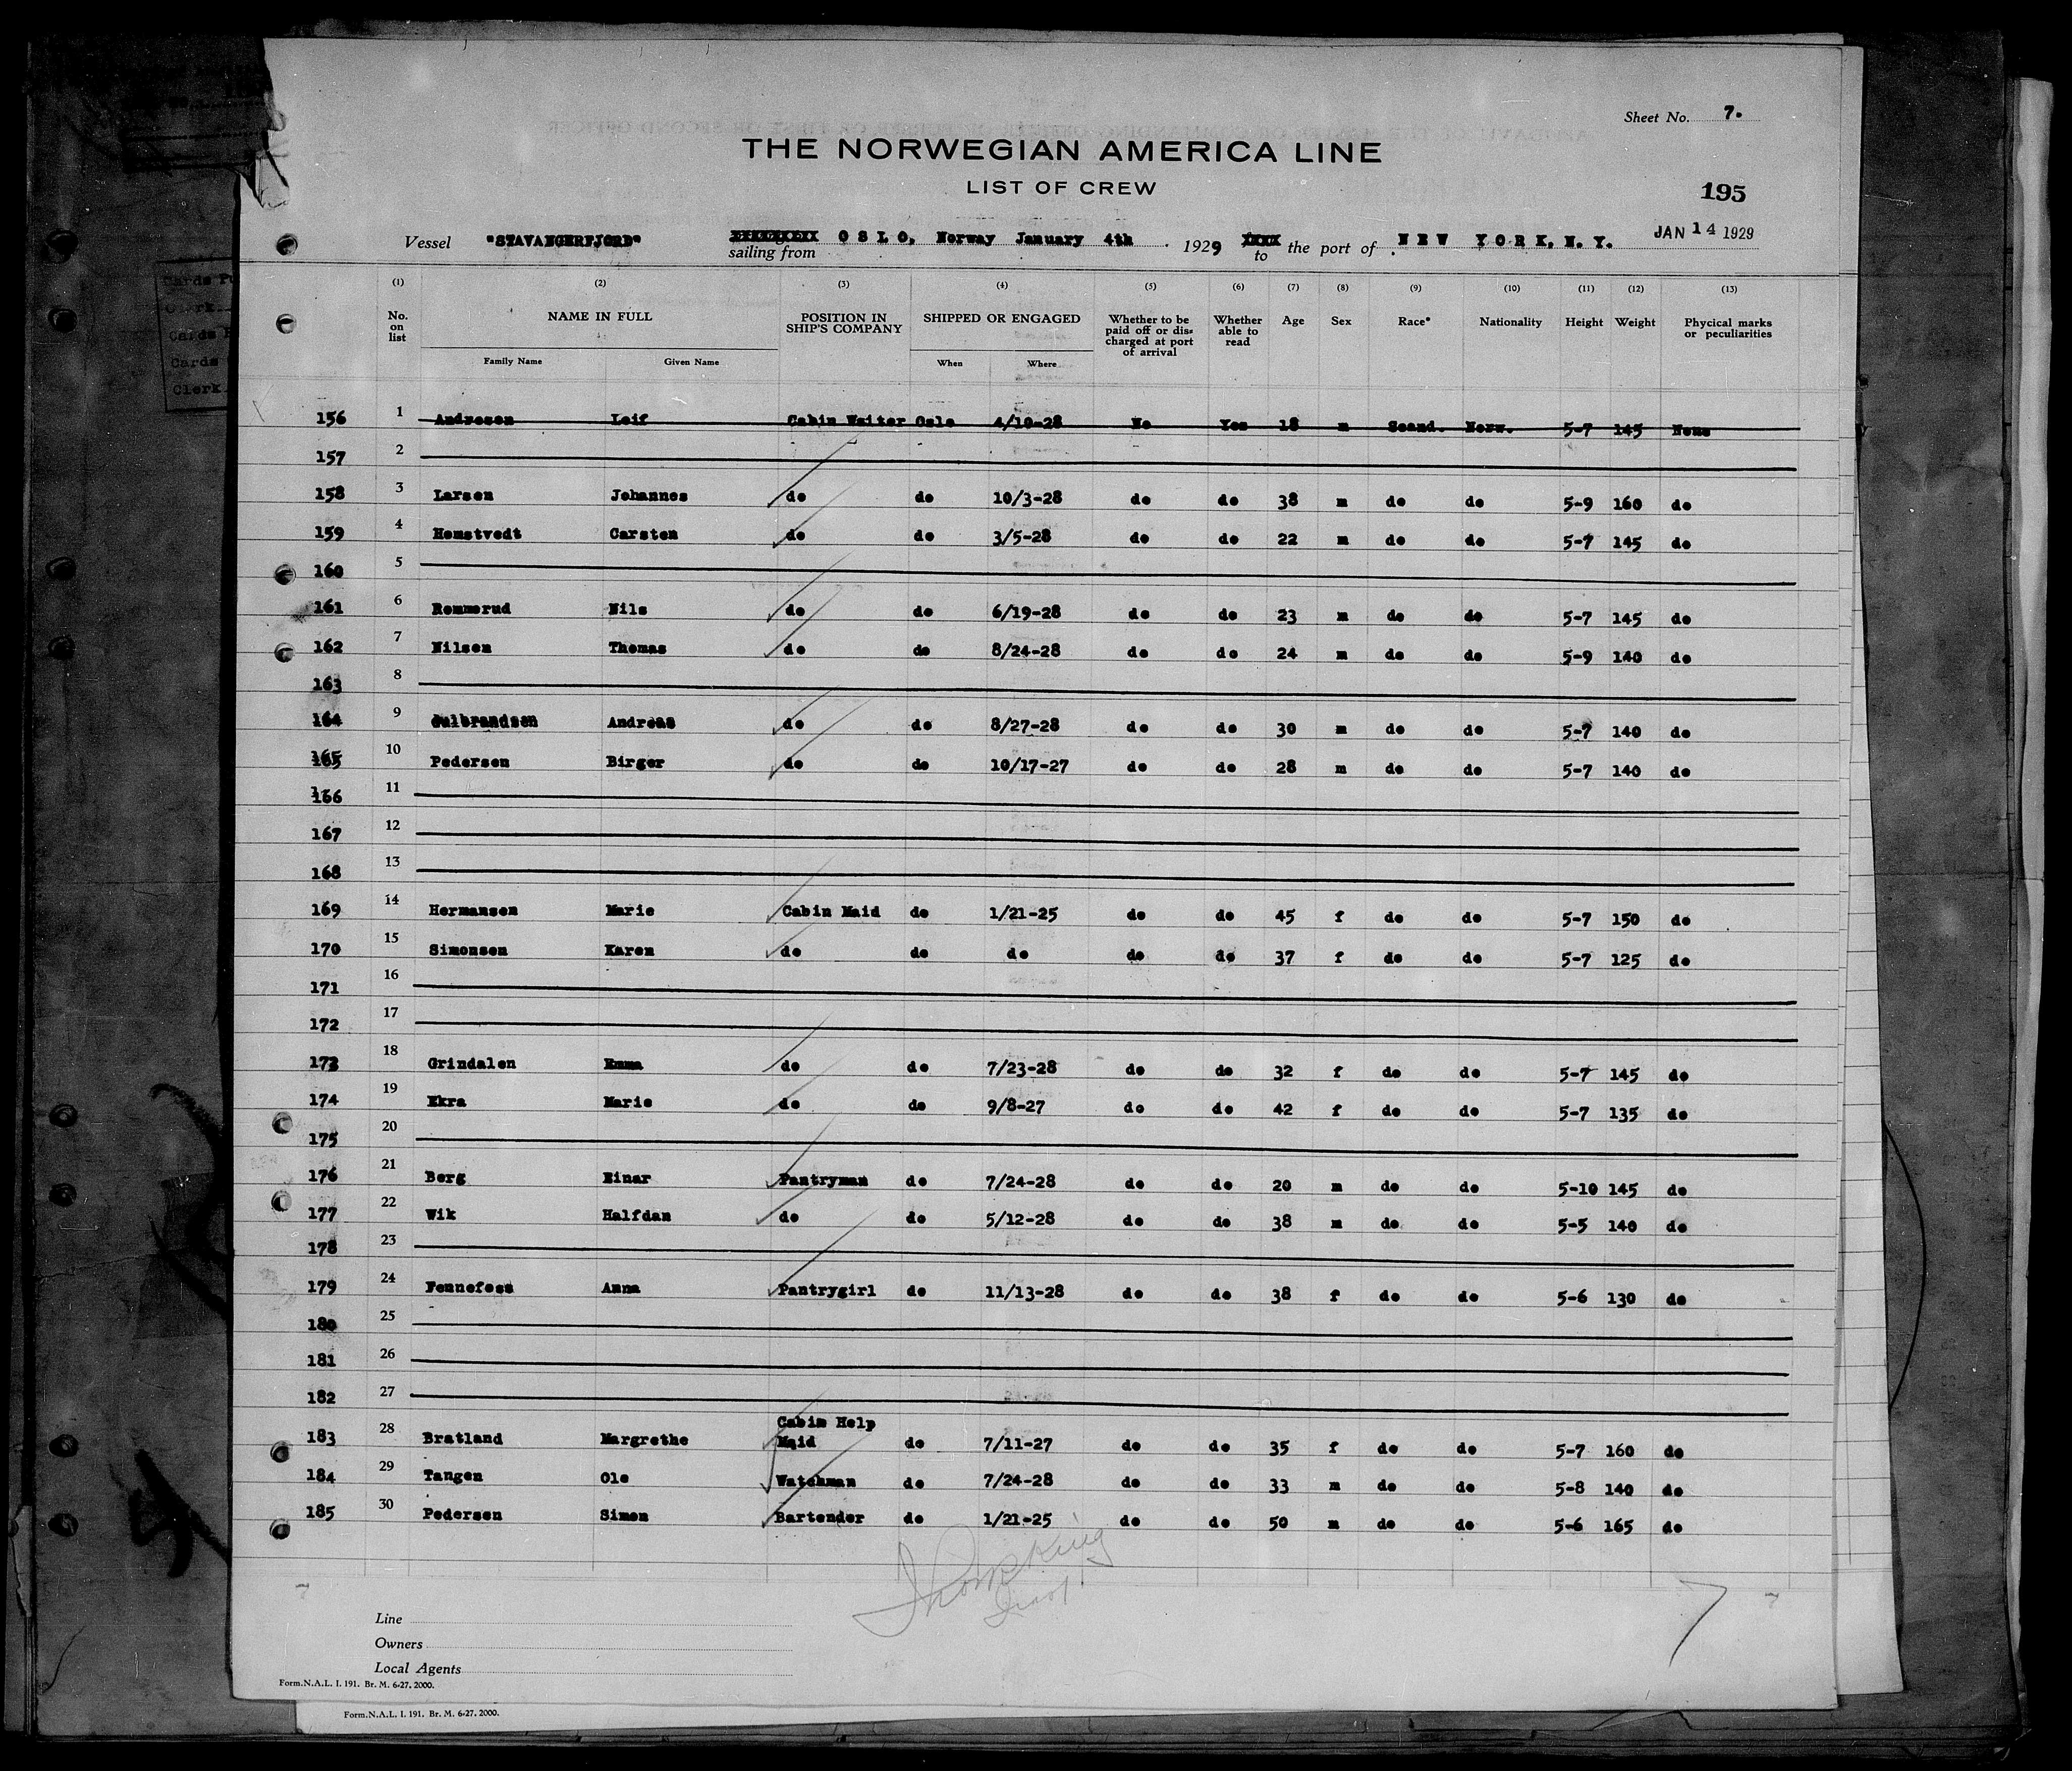 Sheet No. 7.
THE NORWEGIAN AMERICA LINE
LIST OF CREW
195
Vessel "STAVANGERFJORD" sailing from OSLO, Norway January 4th 1929 to the port of NEW YORK, N. Y. JAN 14 1929
(1) (2) (3) (4) (5) (6) (7) (8) (9) (10) (11) (12) (13)
No. on list NAME IN FULL POSITION IN SHIP'S COMPANY SHIPPED OR ENGAGED Whether to be paid off or discharged at port of arrival Whether able to read Age Sex Race* Nationality Height Weight Phycical marks or peculiarities
Family Name Given Name When Where
156 1 Andresen Leif Cabin Waiter Oslo 4/10-28 No Yes 18 m Scand. Norw. 5-7 145 None
157 2
158 3 Larsen Johannes do do 10/3-28 do do 38 m do do 5-9 160 do
159 4 Hemstvedt Carsten do do 3/5-28 do do 22 m do do 5-7 145 do
160 5
161 6 Rommerud Nils do do 6/19-28 do do 23 m do do 5-7 145 do
162 7 Nilsen Thomas do do 8/24-28 do do 24 m do do 5-9 140 do
163 8
164 9 Gulbrandsen Andreas do do 8/27-28 do do 30 m do do 5-7 140 do
165 10 Pedersen Birger do do 10/17-27 do do 28 m do do 5-7 140 do
166 11
167 12
168 13
169 14 Hermansen Marie Cabin Maid do 1/21-25 do do 45 f do do 5-7 150 do
170 15 Simonsen Karen do do do do do 37 f do do 5-7 125 do
171 16
172 17
173 18 Grindalen Emma do do 7/23-28 do do 32 f do do 5-7 145 do
174 19 Ekra Marie do do 9/8-27 do do 42 f do do 5-7 135 do
175 20
176 21 Berg Einar Pantryman do 7/24-28 do do 20 m do do 5-10 145 do
177 22 Wik Halfdan do do 5/12-28 do do 38 m do do 5-5 140 do
178 23
179 24 Fennefoss Anna Pantrygirl do 11/13-28 do do 38 f do do 5-6 130 do
180 25
181 26
182 27
183 28 Bratland Margrethe Cabin Help Maid do 7/11-27 do do 35 f do do 5-7 160 do
184 29 Tangen Ole Watchman do 7/24-28 do do 33 m do do 5-8 140 do
185 30 Pedersen Simon Bartender do 1/21-25 do do 50 m do do 5-6 165 do
7
Line
Owners
Local Agents
Form.N.A.L. I. 191. Br. M. 6-27. 2000.
Form.N.A.L. I. 191. Br. M. 6-27. 2000.